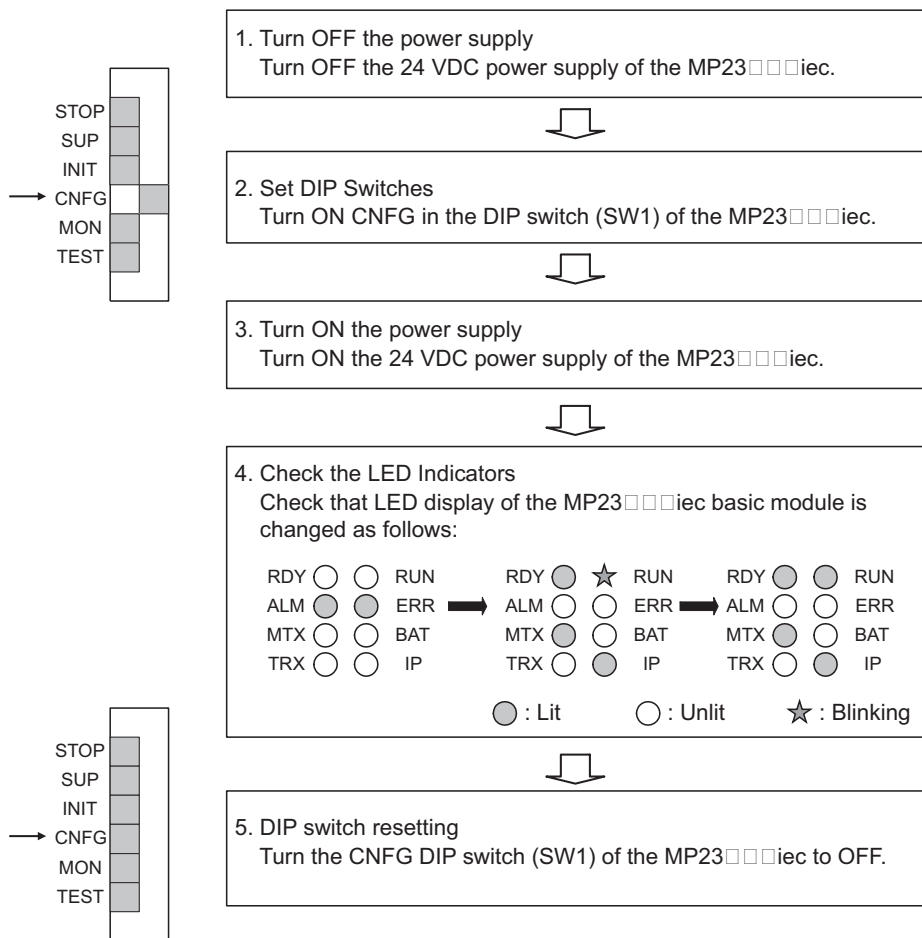 1. Turn OFF the power supply
Turn OFF the 24 VDC power supply of the MP23□□□iec.
STOP
SUP
INIT
CNFG
MON
TEST
2. Set DIP Switches
Turn ON CNFG in the DIP switch (SW1) of the MP23□□□iec.
3. Turn ON the power supply
Turn ON the 24 VDC power supply of the MP23□□□iec.
4. Check the LED Indicators
Check that LED display of the MP23□□□iec basic module is
changed as follows:
RDY RUN RDY RUN RDY RUN
ALM ERR ALM ERR ALM ERR
MTX BAT MTX BAT MTX BAT
TRX IP TRX IP TRX IP
: Lit : Unlit : Blinking
STOP
SUP
INIT
CNFG
MON
TEST
5. DIP switch resetting
Turn the CNFG DIP switch (SW1) of the MP23□□□iec to OFF.